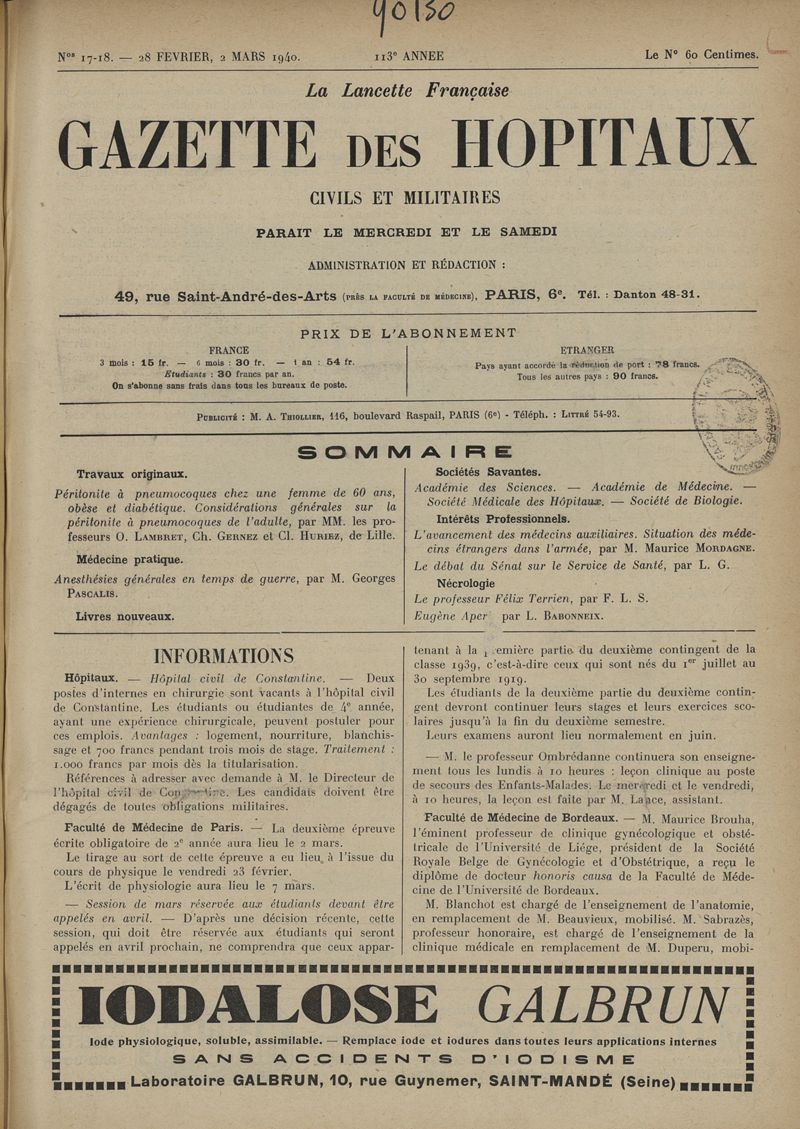 90130
Nos 17-18. — 28 FEVRIER, 2 MARS 1940.
113e ANNEE
Le N° 60 Centimes.
La Lancette Française
GAZETTE DES HOPITAUX
CIVILS ET MILITAIRES
PARAIT LE MERCREDI ET LE SAMEDI
ADMINISTRATION ET RÉDACTION :
49, rue Saint-André-des-Arts (PRÈS LA FACULTÉ DE MÉDECINE), PARIS, 6e. Tél. : Danton 48-31.
PRIX DE L'ABONNEMENT
FRANCE
3 mois : 15 fr. — 6 mois : 30 fr. — 1 an : 54 fr.
Etudiants : 30 francs par an.
On s'abonne sans frais dans tous les bureaux de poste.
ETRANGER
Pays ayant accordé la réduction de port : 78 francs.
Tous les autres pays : 90 francs.
PUBLICITÉ : M. A. THIOLLIER, 116, boulevard Raspail, PARIS (6e) - Téléph. : LITTRÉ 54-93.
SOMMAIRE
Travaux originaux.
Péritonite à pneumocoques chez une femme de 60 ans,
obèse et diabétique. Considérations générales sur la
péritonite à pneumocoques de l'adulte, par MM. les pro-
fesseurs O. LAMBRET, Ch. GERNEZ et Cl. HURIEZ, de Lille.
Médecine pratique.
Anesthésies générales en temps de guerre, par M. Georges
PASCALIS.
Livres nouveaux.
Sociétés Savantes.
Académie des Sciences. — Académie de Médecine. —
Société Médicale des Hôpitaux. — Société de Biologie.
Intérêts Professionnels.
L'avancement des médecins auxiliaires. Situation des méde-
cins étrangers dans l'armée, par M. Maurice MORDAGNE.
Le débat du Sénat sur le Service de Santé, par L. G.
Nécrologie
Le professeur Félix Terrien, par F. L. S.
Eugène Aper par L. BABONNEIX.
INFORMATIONS
Hôpitaux. — Hôpital civil de Constantine. — Deux
postes d'internes en chirurgie sont vacants à l'hôpital civil
de Constantine. Les étudiants ou étudiantes de 4e année,
ayant une expérience chirurgicale, peuvent postuler pour
ces emplois. Avantages : logement, nourriture, blanchis-
sage et 700 francs pendant trois mois de stage. Traitement :
1.000 francs par mois dès la titularisation.
Références à adresser avec demande à M. le Directeur de
l'hôpital civil de Constantine. Les candidats doivent être
dégagés de toutes obligations militaires.
Faculté de Médecine de Paris. — La deuxième épreuve
écrite obligatoire de 2e année aura lieu le 2 mars.
Le tirage au sort de cette épreuve a eu lieu à l'issue du
cours de physique le vendredi 23 février.
L'écrit de physiologie aura lieu le 7 mars.
— Session de mars réservée aux étudiants devant être
appelés en avril. — D'après une décision récente, cette
session, qui doit être réservée aux étudiants qui seront
appelés en avril prochain, ne comprendra que ceux appar-
tenant à la première partie du deuxième contingent de la
classe 1939, c'est-à-dire ceux qui sont nés du 1er juillet au
30 septembre 1919.
Les étudiants de la deuxième partie du deuxième contin-
gent devront continuer leurs stages et leurs exercices sco-
laires jusqu'à la fin du deuxième semestre.
Leurs examens auront lieu normalement en juin.
— M. le professeur Ombrédanne continuera son enseigne-
ment tous les lundis à 10 heures : leçon clinique au poste
de secours des Enfants-Malades. Le mercredi et le vendredi,
à 10 heures, la leçon est faite par M. Lance, assistant.
Faculté de Médecine de Bordeaux. — M. Maurice Brouha,
l'éminent professeur de clinique gynécologique et obsté-
tricale de l'Université de Liége, président de la Société
Royale Belge de Gynécologie et d'Obstétrique, a reçu le
diplôme de docteur honoris causa de la Faculté de Méde-
cine de l'Université de Bordeaux.
M. Blanchot est chargé de l'enseignement de l'anatomie,
en remplacement de M. Beauvieux, mobilisé. M. Sabrazès,
professeur honoraire, est chargé de l'enseignement de la
clinique médicale en remplacement de M. Duperu, mobi-
IODALOSE GALBRUN
Iode physiologique, soluble, assimilable. — Remplace iode et iodures dans toutes leurs applications internes
SANS ACCIDENTS D'IODISME
Laboratoire GALBRUN, 10, rue Guynemer, SAINT-MANDÉ (Seine)